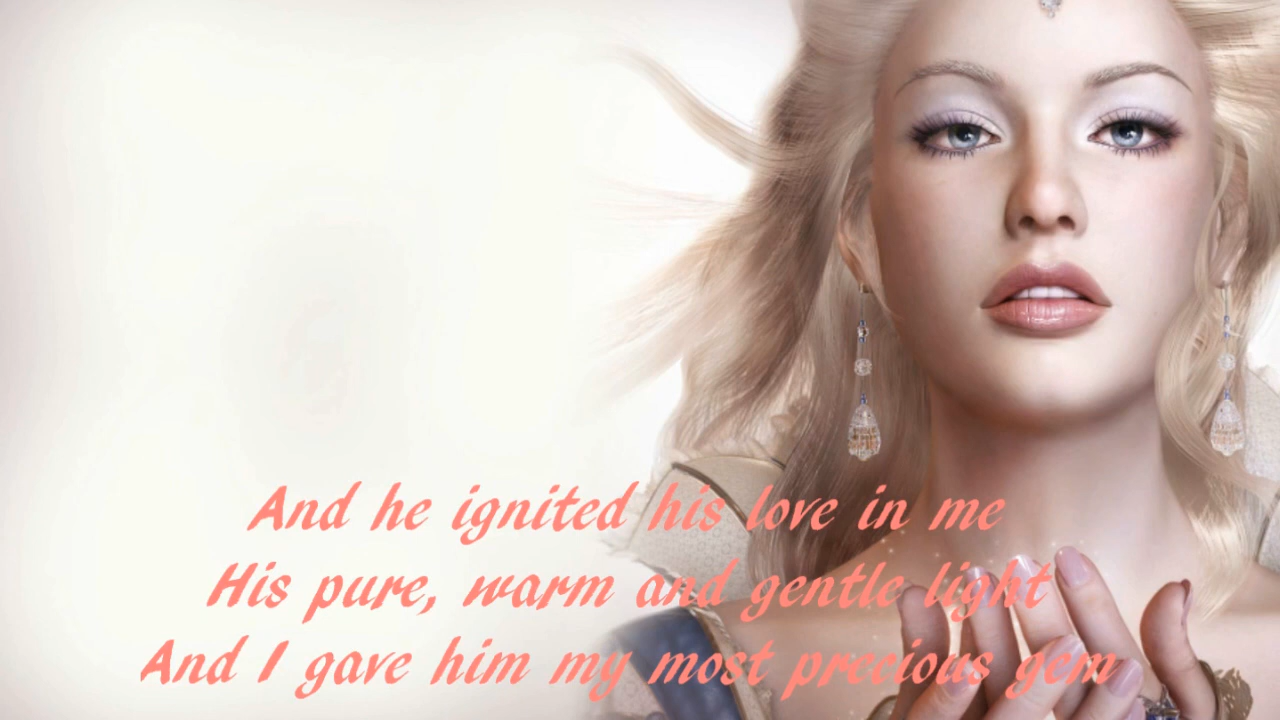 And he ignited his love in me
His pure, warm and gentle light
And I gave him my most precious gem